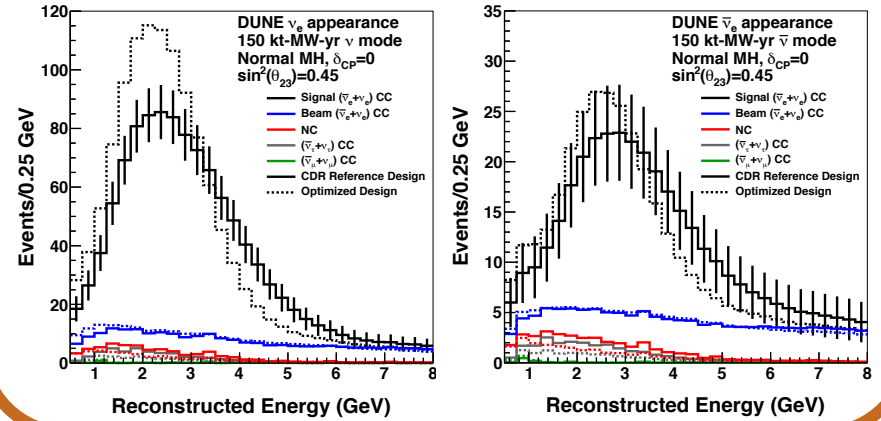 DUNE νₑ appearance
150 kt-MW-yr ν mode
Normal MH, δCP=0
sin²(θ₂₃)=0.45
Signal (ν̄ₑ+νₑ) CC
Beam (ν̄ₑ+νₑ) CC
NC
(ν̄τ+ντ) CC
(ν̄μ+νμ) CC
CDR Reference Design
Optimized Design
Events/0.25 GeV
120
100
80
60
40
20
0
1 2 3 4 5 6 7 8
Reconstructed Energy (GeV)
DUNE ν̄ₑ appearance
150 kt-MW-yr ν̄ mode
Normal MH, δCP=0
sin²(θ₂₃)=0.45
Signal (ν̄ₑ+νₑ) CC
Beam (ν̄ₑ+νₑ) CC
NC
(ν̄τ+ντ) CC
(ν̄μ+νμ) CC
CDR Reference Design
Optimized Design
Events/0.25 GeV
35
30
25
20
15
10
5
0
1 2 3 4 5 6 7 8
Reconstructed Energy (GeV)